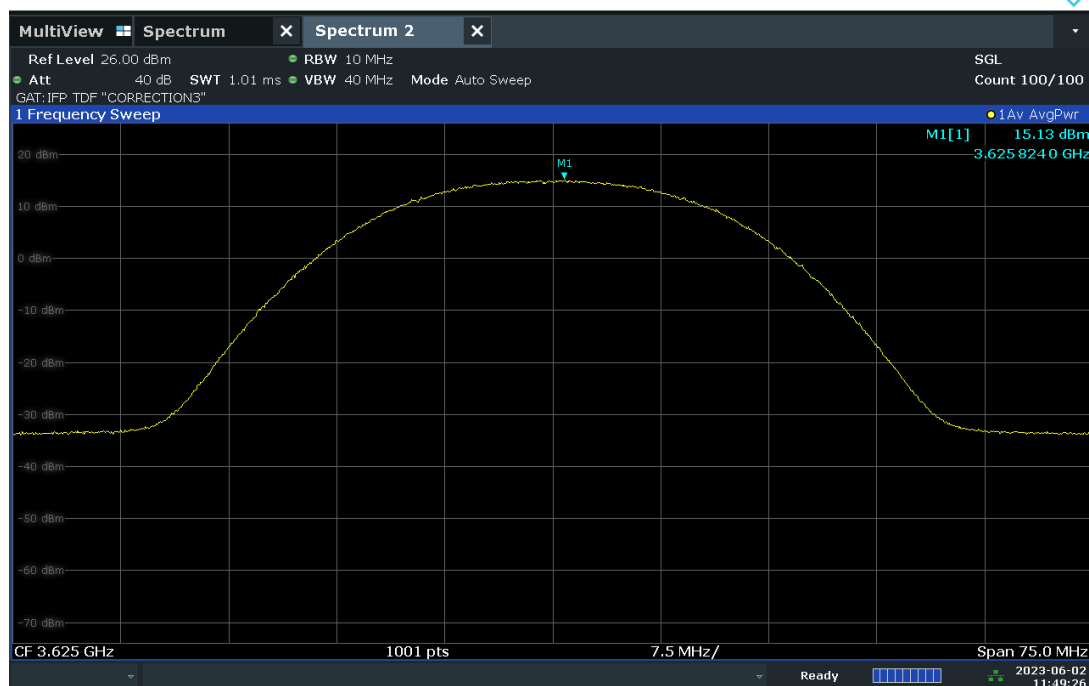 MultiView Spectrum X Spectrum 2 X
Ref Level 26.00 dBm RBW 10 MHz SGL
Att 40 dB SWT 1.01 ms VBW 40 MHz Mode Auto Sweep Count 100/100
GAT:IFP TDF "CORRECTION3"
1 Frequency Sweep 1Av AvgPwr
M1[1] 15.13 dBm
3.6258240 GHz
20 dBm
M1
10 dBm
0 dBm
-10 dBm
-20 dBm
-30 dBm
-40 dBm
-50 dBm
-60 dBm
-70 dBm
CF 3.625 GHz 1001 pts 7.5 MHz/ Span 75.0 MHz
Ready 2023-06-02
11:49:26